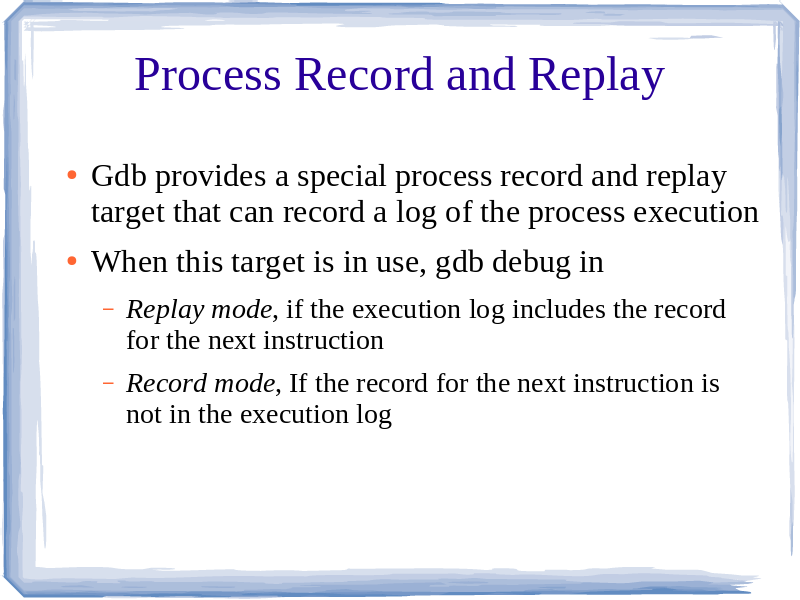 Process Record and Replay
• Gdb provides a special process record and replay
target that can record a log of the process execution
• When this target is in use, gdb debug in
– Replay mode, if the execution log includes the record
for the next instruction
– Record mode, If the record for the next instruction is
not in the execution log